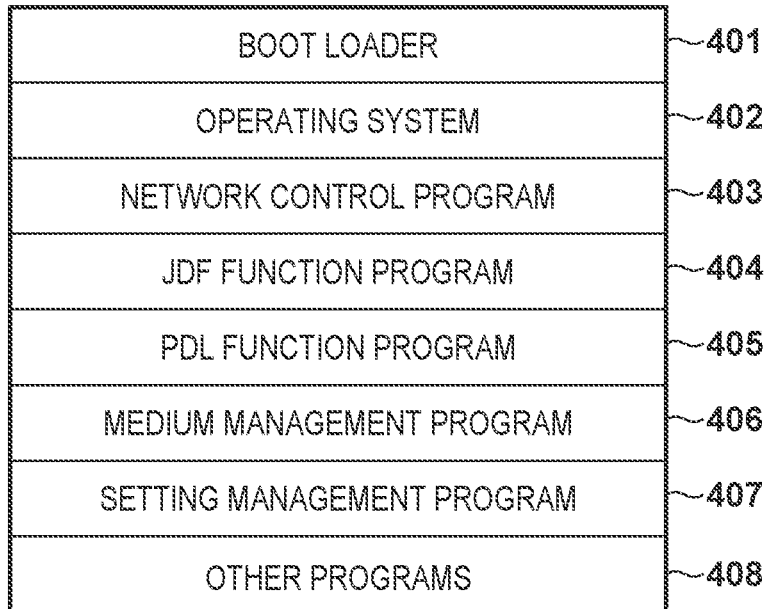 BOOT LOADER 401
OPERATING SYSTEM 402
NETWORK CONTROL PROGRAM 403
JDF FUNCTION PROGRAM 404
PDL FUNCTION PROGRAM 405
MEDIUM MANAGEMENT PROGRAM 406
SETTING MANAGEMENT PROGRAM 407
OTHER PROGRAMS 408